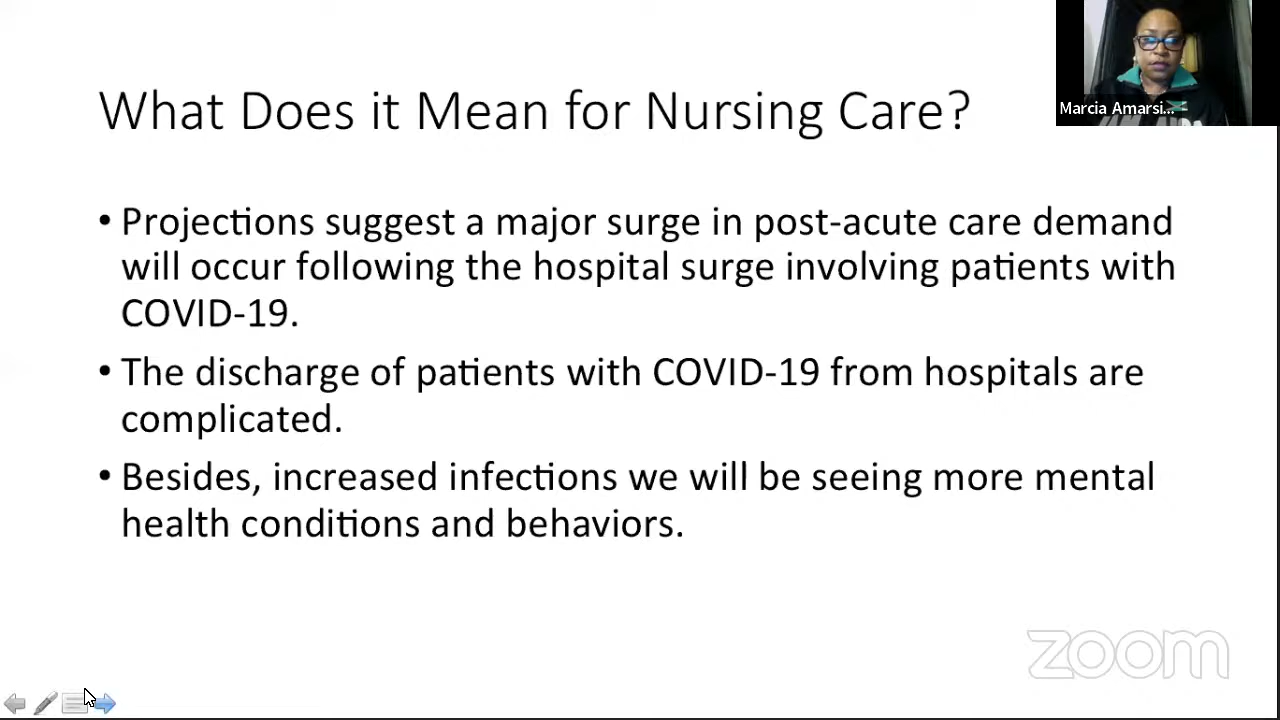 What Does it Mean for Nursing Care?
Marcia Amarsi...
• Projections suggest a major surge in post-acute care demand
will occur following the hospital surge involving patients with
COVID-19.
• The discharge of patients with COVID-19 from hospitals are
complicated.
• Besides, increased infections we will be seeing more mental
health conditions and behaviors.
zoom